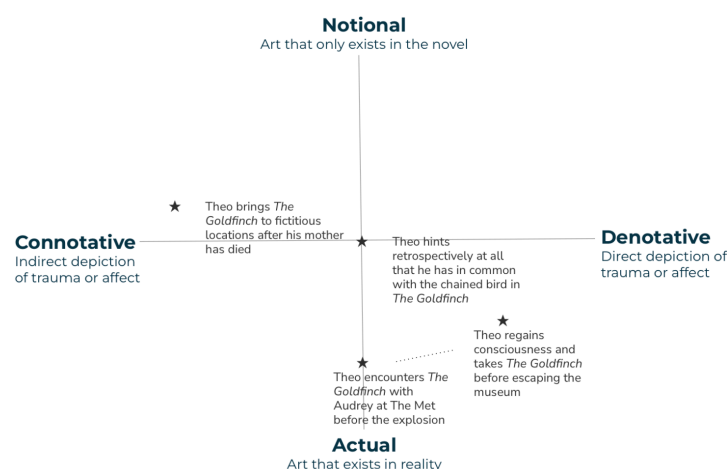 Notional
Art that only exists in the novel
Theo brings The
Goldfinch to fictitious
locations after his mother
has died
Connotative
Indirect depiction
of trauma or affect
Theo hints
retrospectively at all
that he has in common
with the chained bird in
The Goldfinch
Denotative
Direct depiction of
trauma or affect
Theo regains
consciousness and
takes The Goldfinch
before escaping the
museum
Theo encounters The
Goldfinch with
Audrey at The Met
before the explosion
Actual
Art that exists in reality